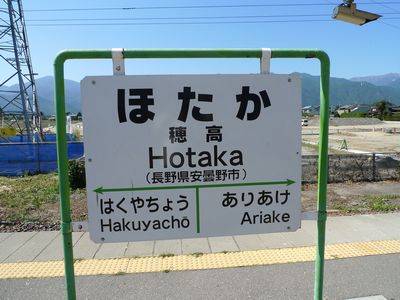 ほたか
穂高
Hotaka
(長野県安曇野市)
はくやちょう ありあけ
Hakuyachō Ariake